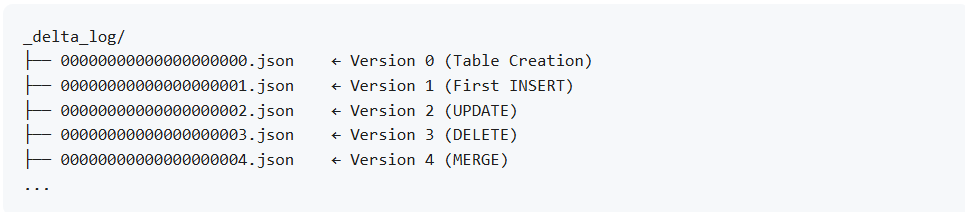 _delta_log/
├── 00000000000000000000.json    ← Version 0 (Table Creation)
├── 00000000000000000001.json    ← Version 1 (First INSERT)
├── 00000000000000000002.json    ← Version 2 (UPDATE)
├── 00000000000000000003.json    ← Version 3 (DELETE)
├── 00000000000000000004.json    ← Version 4 (MERGE)
...